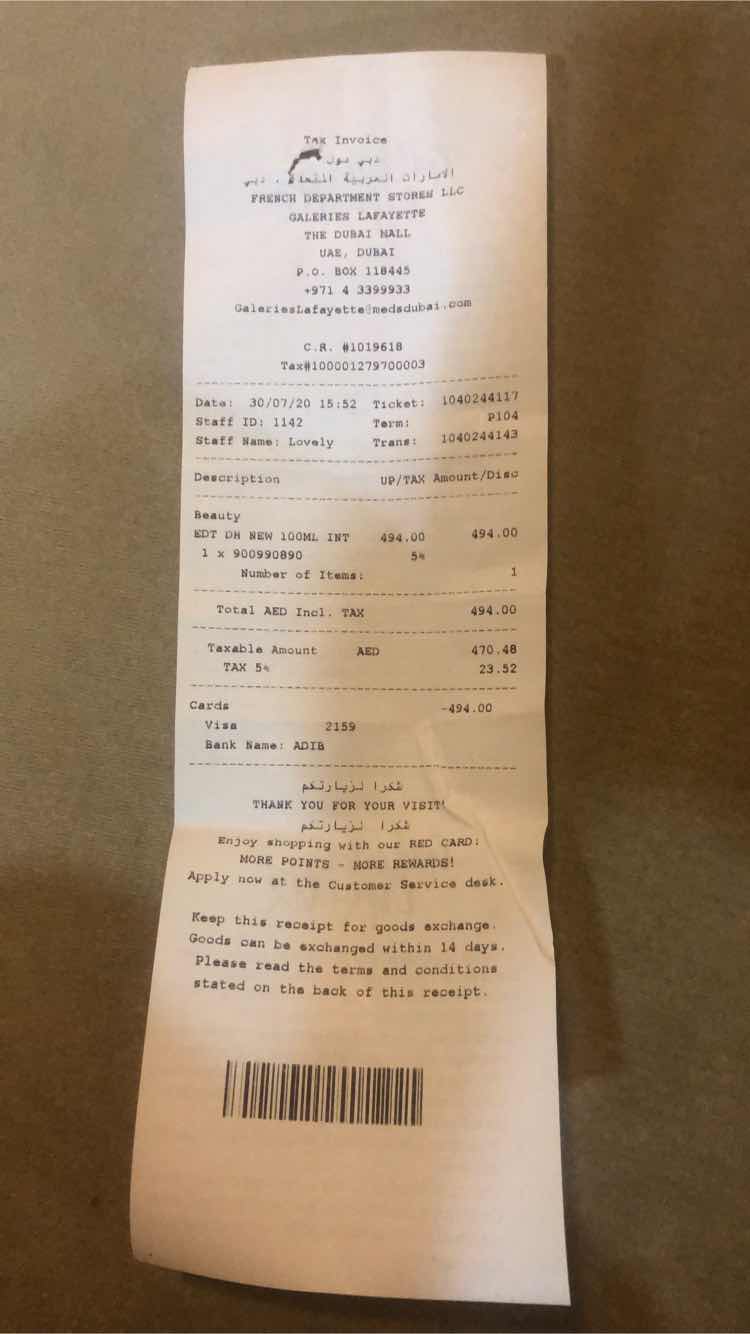 Tax Invoice
دبي مول
الامارات العربية المتحدة ، دبي
FRENCH DEPARTMENT STORES LLC
GALERIES LAFAYETTE
THE DUBAI MALL
UAE, DUBAI
P.O. BOX 118445
+971 4 3399933
GaleriesLafayette@medsdubai.com
C.R. #1019618
Tax#100001279700003
Date: 30/07/20 15:52 Ticket: 1040244117
Staff ID: 1142 Term: P104
Staff Name: Lovely Trans: 1040244143
Description UP/TAX Amount/Disc
Beauty
EDT DH NEW 100ML INT 494.00 494.00
1 x 900990890 5%
Number of Items: 1
Total AED Incl. TAX 494.00
Taxable Amount AED 470.48
TAX 5% 23.52
Cards -494.00
Visa 2159
Bank Name: ADIB
شكرا لزيارتكم
THANK YOU FOR YOUR VISIT!
شكرا لزيارتكم
Enjoy shopping with our RED CARD:
MORE POINTS - MORE REWARDS!
Apply now at the Customer Service desk.
Keep this receipt for goods exchange.
Goods can be exchanged within 14 days.
Please read the terms and conditions
stated on the back of this receipt.